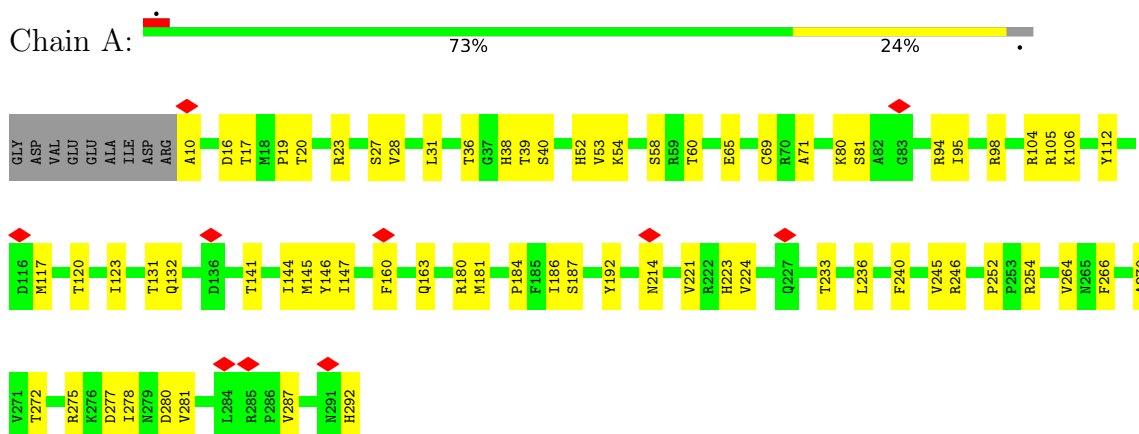 Chain A:
73% 24%
GLY ASP VAL GLU GLU ALA ILE ASP ARG A10 D16 T17 M18 P19 T20 R23 S27 V28 L31 T36 G37 H38 T39 S40 H52 V53 K54 S58 R59 T60 E65 C69 R70 A71 K80 S81 A82 G83 R94 I95 R98 R104 R105 K106 Y112
D116 M117 T120 I123 T131 Q132 D136 T141 I144 M145 Y146 I147 F160 Q163 R180 M181 P184 F185 I186 S187 Y192 N214 V221 R222 H223 V224 Q227 T233 L236 F240 V245 R246 P252 P253 R254 V264 N265 F266
V271 T272 R275 K276 D277 I278 N279 D280 V281 L284 R285 P286 V287 N291 H292